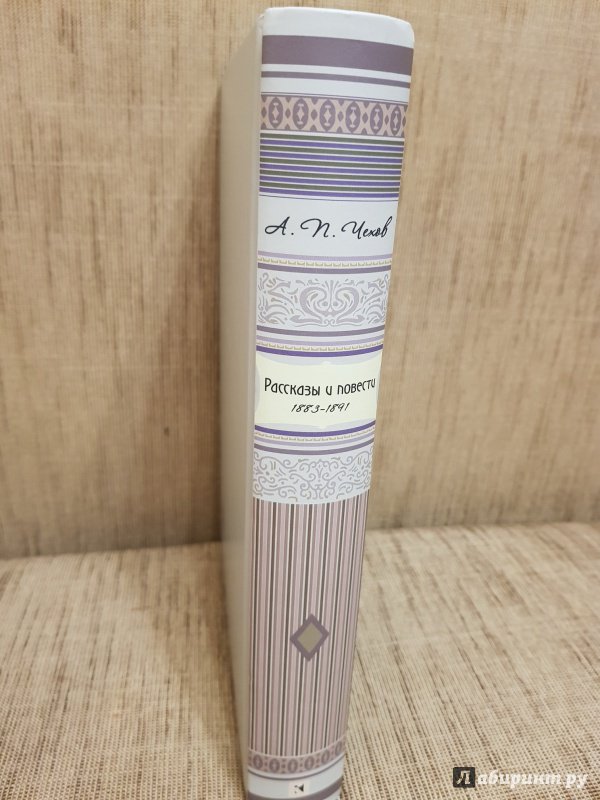 А. П. Чехов
Рассказы и повести
1883-1891
Лабиринт.ру